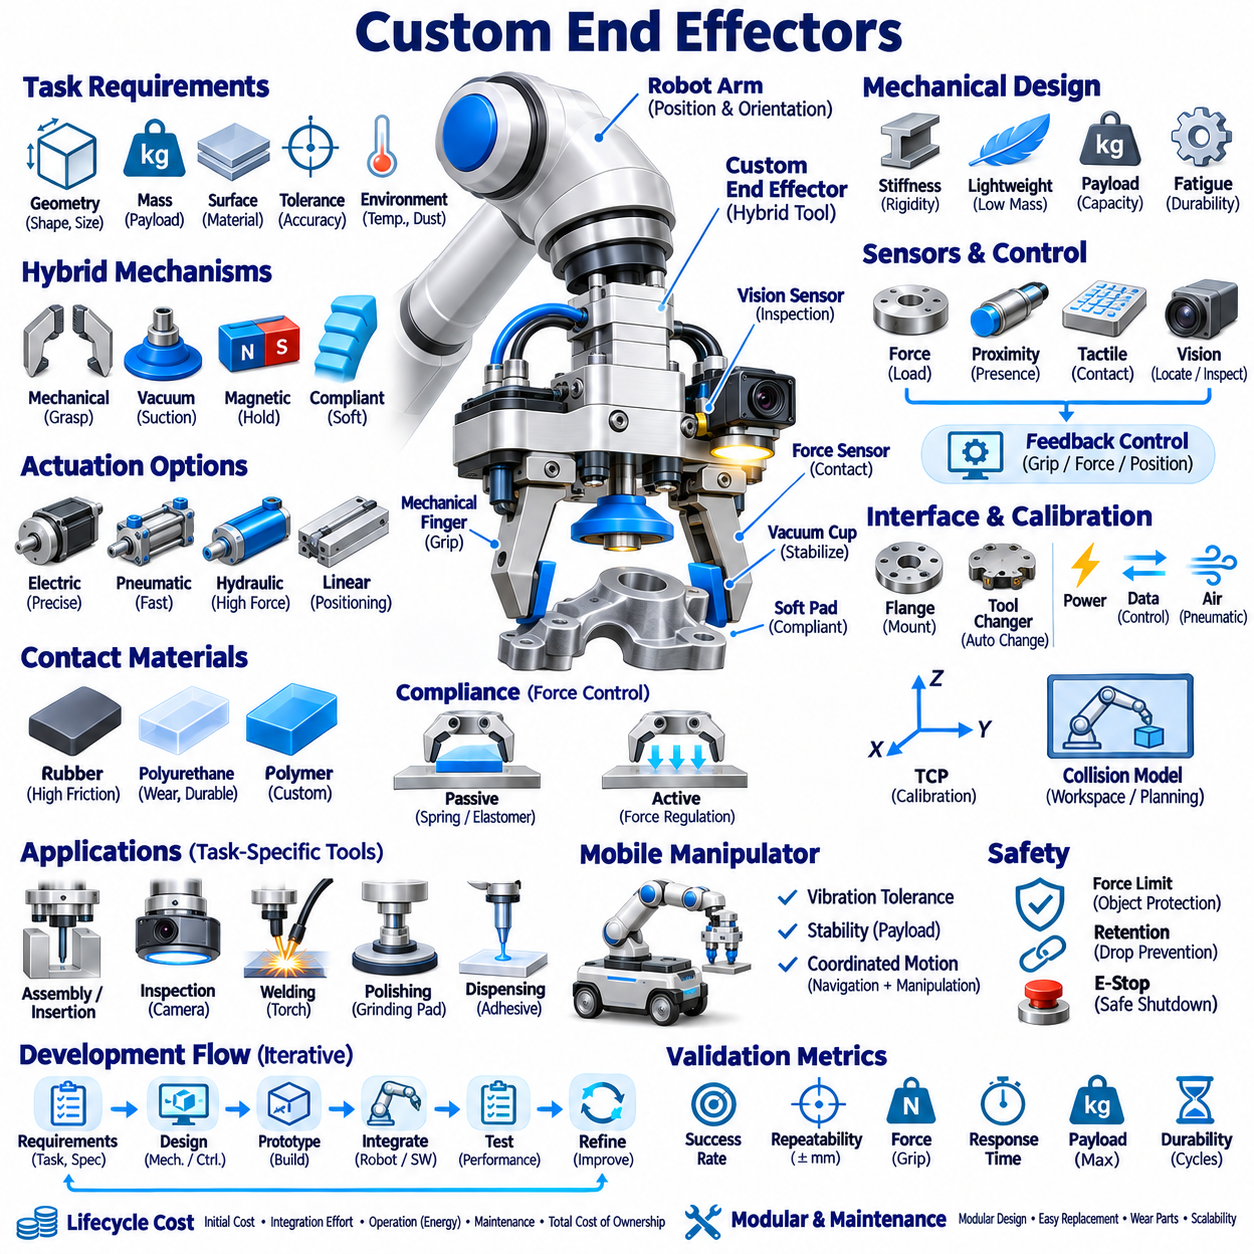 Custom End Effectors
Task Requirements
Geometry
(Shape, Size)
kg
Mass
(Payload)
Surface
(Material)
Tolerance
(Accuracy)
Environment
(Temp., Dust)
Robot Arm
(Position & Orientation)
Custom
End Effector
(Hybrid Tool)
Vision Sensor
(Inspection)
Force Sensor
(Contact)
Mechanical
Finger
(Grip)
Vacuum Cup
(Stabilize)
Soft Pad
(Compliant)
Mechanical Design
Stiffness
(Rigidity)
Lightweight
(Low Mass)
kg
Payload
(Capacity)
Fatigue
(Durability)
Hybrid Mechanisms
Mechanical
(Grasp)
Vacuum
(Suction)
N S
Magnetic
(Hold)
Compliant
(Soft)
Sensors & Control
Force
(Load)
Proximity
(Presence)
Tactile
(Contact)
Vision
(Locate / Inspect)
Feedback Control
(Grip / Force / Position)
Actuation Options
Electric
(Precise)
Pneumatic
(Fast)
Hydraulic
(High Force)
Linear
(Positioning)
Interface & Calibration
Flange
(Mount)
Tool
Changer
(Auto Change)
Power
Data
(Control)
Air
(Pneumatic)
Z
Y
X
TCP
(Calibration)
Collision Model
(Workspace / Planning)
Contact Materials
Rubber
(High Friction)
Polyurethane
(Wear, Durable)
Polymer
(Custom)
Compliance (Force Control)
Passive
(Spring / Elastomer)
Active
(Force Regulation)
Applications (Task-Specific Tools)
Assembly /
Insertion
Inspection
(Camera)
Welding
(Torch)
Polishing
(Grinding Pad)
Dispensing
(Adhesive)
Mobile Manipulator
Vibration Tolerance
Stability (Payload)
Coordinated Motion
(Navigation + Manipulation)
Safety
Force Limit
(Object Protection)
Retention
(Drop Prevention)
E-Stop
(Safe Shutdown)
Development Flow (Iterative)
Requirements
(Task, Spec)
Design
(Mech. / Ctrl.)
Prototype
(Build)
Integrate
(Robot / SW)
Test
(Performance)
Refine
(Improve)
Validation Metrics
Success
Rate
Repeatability
(± mm)
N
Force
(Grip)
Response
Time
kg
Payload
(Max)
Durability
(Cycles)
Lifecycle Cost Initial Cost • Integration Effort • Operation (Energy) • Maintenance • Total Cost of Ownership
Modular & Maintenance Modular Design • Easy Replacement • Wear Parts • Scalability